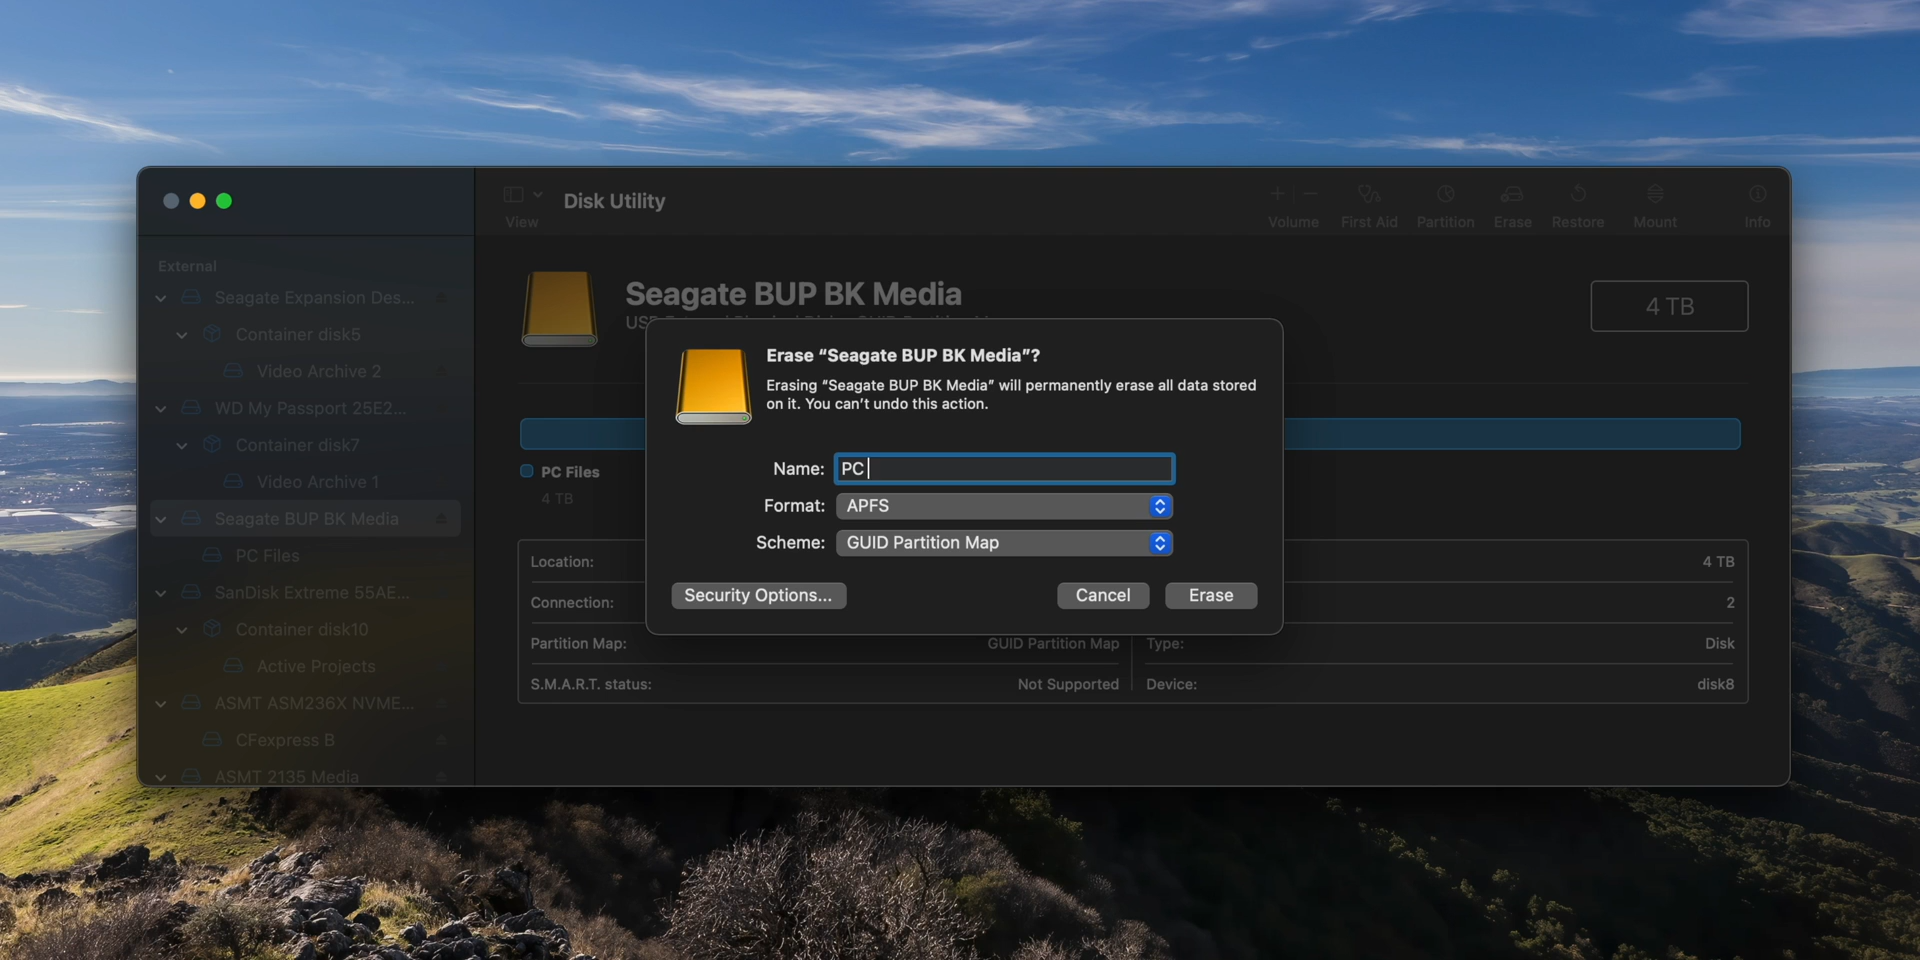 View
Disk Utility
Volume
First Aid
Partition
Erase
Restore
Mount
Info
External
Seagate Expansion Des...
Container disk5
Video Archive 2
WD My Passport 25E2...
Container disk7
Video Archive 1
Seagate BUP BK Media
PC Files
SanDisk Extreme 55AE...
Container disk10
Active Projects
ASMT ASM236X NVME...
CFexpress B
ASMT 2135 Media
Seagate BUP BK Media
4 TB
Erase “Seagate BUP BK Media”?
Erasing “Seagate BUP BK Media” will permanently erase all data stored
on it. You can’t undo this action.
Name: PC
Format: APFS
Scheme: GUID Partition Map
Security Options...
Cancel
Erase
PC Files
4 TB
Location:
4 TB
Connection:
2
Partition Map: GUID Partition Map
Type: Disk
S.M.A.R.T. status: Not Supported
Device: disk8